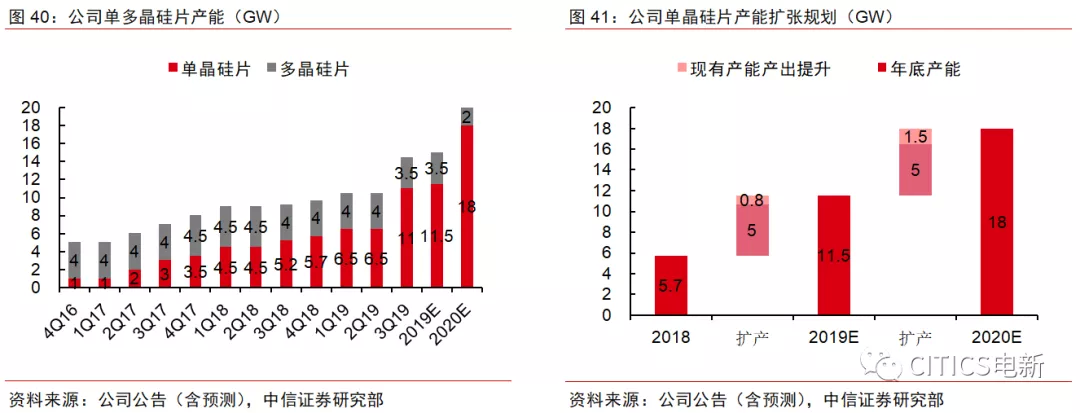 图 40：公司单多晶硅片产能（GW）
单晶硅片 多晶硅片
20
18
16
14
12
10
8
6
4
2
0
4 4 4 4 4.5 4.5 4.5 4 4 4 4 3.5 3.5 2
1 1 2 3 3.5 4.5 4.5 5.2 5.7 6.5 6.5 11 11.5 18
4Q16 1Q17 2Q17 3Q17 4Q17 1Q18 2Q18 3Q18 4Q18 1Q19 2Q19 3Q19 2019E 2020E
资料来源：公司公告（含预测），中信证券研究部
图 41：公司单晶硅片产能扩张规划（GW）
现有产能产出提升 年底产能
20
18
16
14
12
10
8
6
4
2
0
0.8 1.5
5.7 5 11.5 5 18
2018 扩产 2019E 扩产 2020E
CITICS电新
资料来源：公司公告（含预测），中信证券研究部